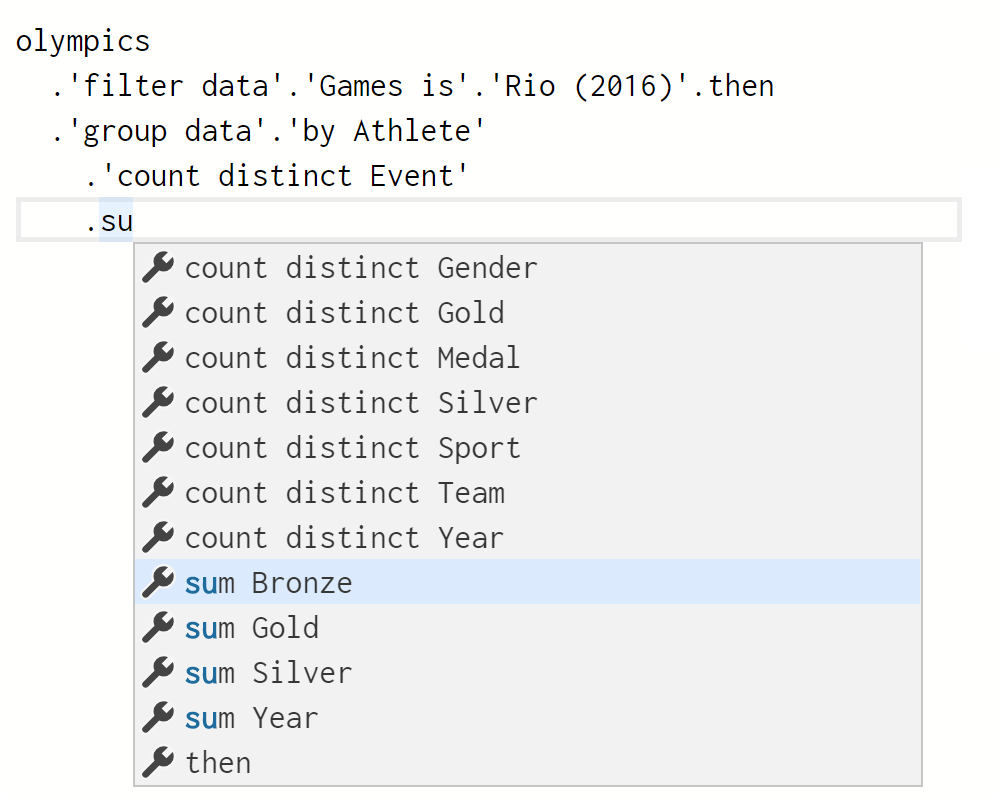 olympics
.'filter data'.'Games is'.'Rio (2016)'.then
.'group data'.'by Athlete'
.'count distinct Event'
.su
count distinct Gender
count distinct Gold
count distinct Medal
count distinct Silver
count distinct Sport
count distinct Team
count distinct Year
sum Bronze
sum Gold
sum Silver
sum Year
then